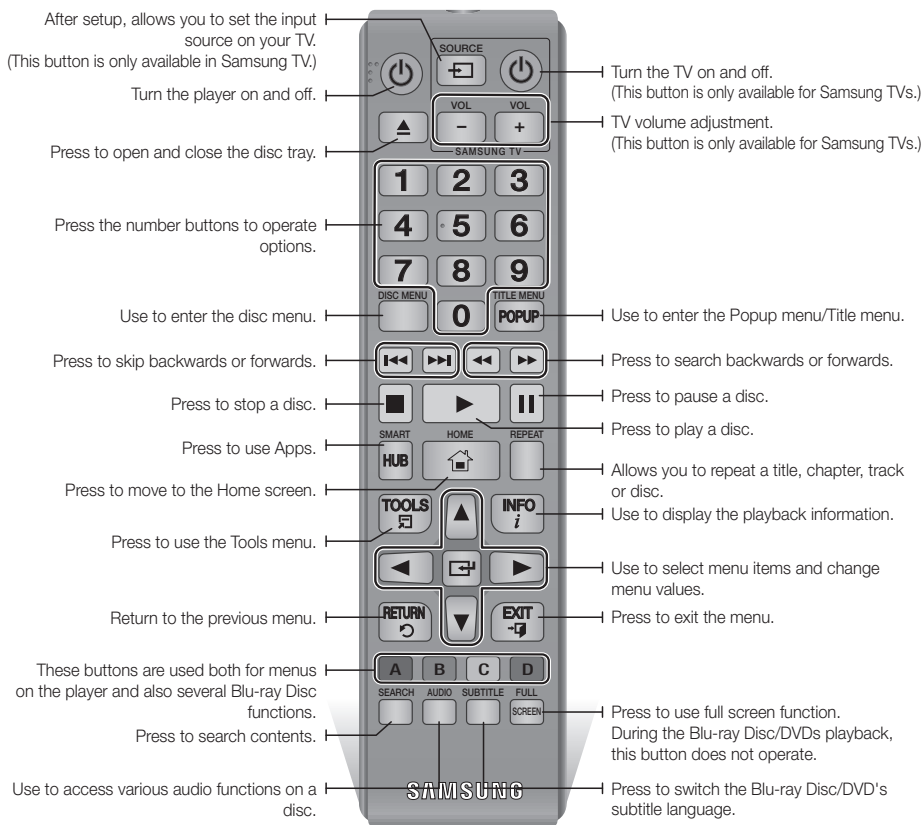 After setup, allows you to set the input
source on your TV.
(This button is only available in Samsung TV.)
Turn the player on and off.
Press to open and close the disc tray.
Press the number buttons to operate
options.
Use to enter the disc menu.
Press to skip backwards or forwards.
Press to stop a disc.
Press to use Apps.
Press to move to the Home screen.
Press to use the Tools menu.
Return to the previous menu.
These buttons are used both for menus
on the player and also several Blu-ray Disc
functions.
Press to search contents.
Use to access various audio functions on a
disc.
SOURCE
VOL VOL
- +
SAMSUNG TV
1 2 3
4 5 6
7 8 9
DISC MENU TITLE MENU
0 POPUP
SMART HOME REPEAT
HUB
TOOLS INFO
i
RETURN EXIT
A B C D
SEARCH AUDIO SUBTITLE FULL
SCREEN
SAMSUNG
Turn the TV on and off.
(This button is only available for Samsung TVs.)
TV volume adjustment.
(This button is only available for Samsung TVs.)
Use to enter the Popup menu/Title menu.
Press to search backwards or forwards.
Press to pause a disc.
Press to play a disc.
Allows you to repeat a title, chapter, track
or disc.
Use to display the playback information.
Use to select menu items and change
menu values.
Press to exit the menu.
Press to use full screen function.
During the Blu-ray Disc/DVDs playback,
this button does not operate.
Press to switch the Blu-ray Disc/DVD's
subtitle language.